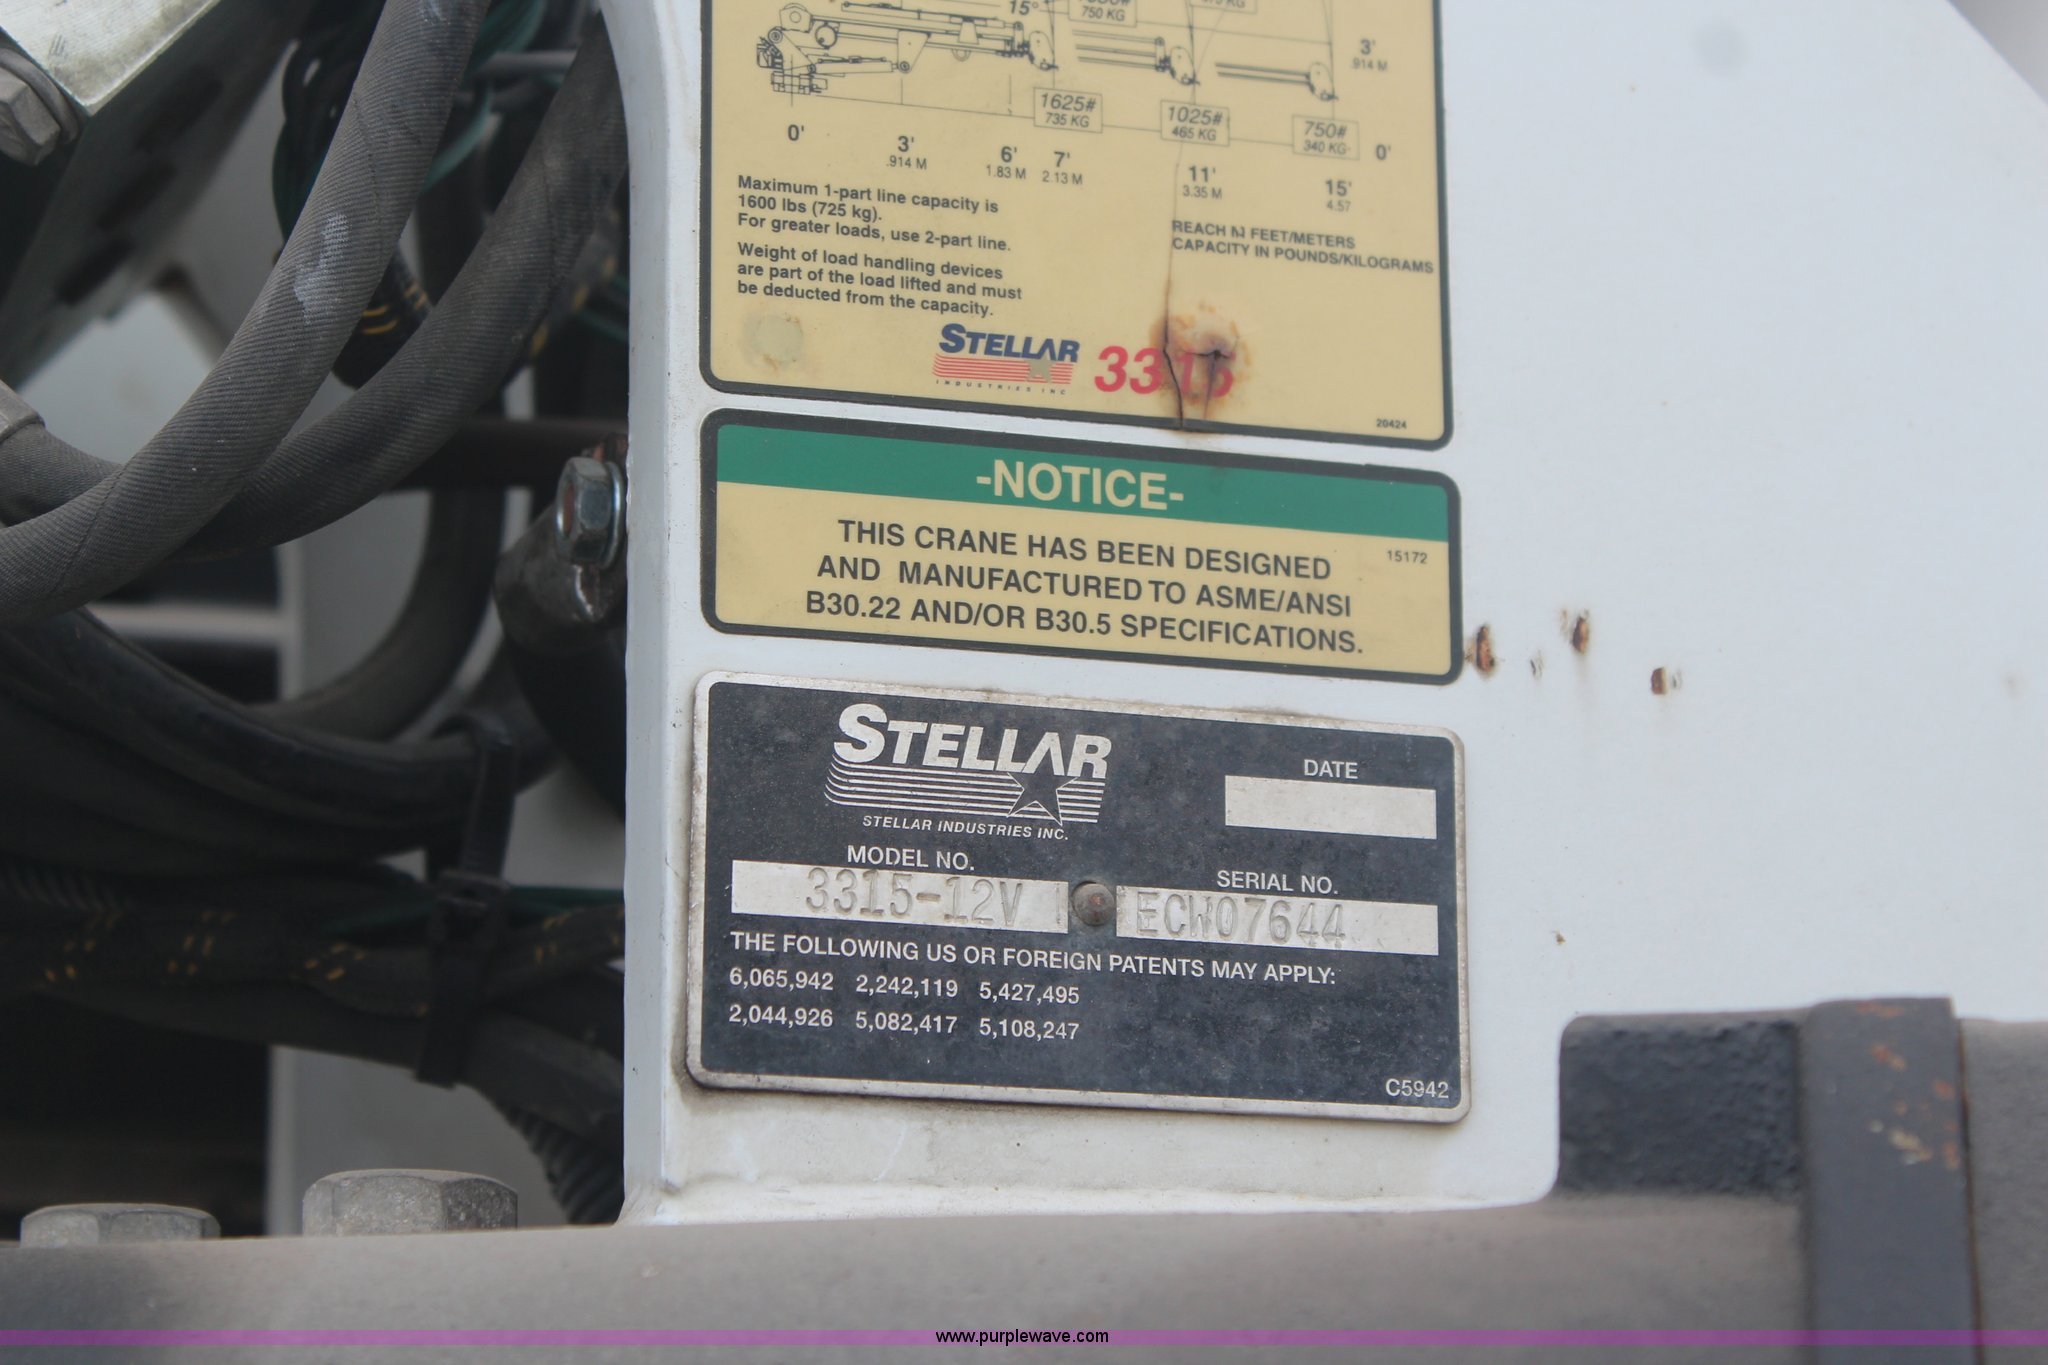 15°
750 KG
3'
.914 M
1625#
735 KG
1025#
465 KG
750#
340 KG
0'
0'
3'
.914 M
6'
1.83 M
7'
2.13 M
11'
3.35 M
15'
4.57
Maximum 1-part line capacity is
1600 lbs (725 kg).
For greater loads, use 2-part line.
Weight of load handling devices
are part of the load lifted and must
be deducted from the capacity.
REACH IN FEET/METERS
CAPACITY IN POUNDS/KILOGRAMS
STELLAR
INDUSTRIES INC
3315
20424
-NOTICE-
THIS CRANE HAS BEEN DESIGNED
AND MANUFACTURED TO ASME/ANSI
B30.22 AND/OR B30.5 SPECIFICATIONS.
15172
STELLAR
STELLAR INDUSTRIES INC.
DATE
MODEL NO.
3315-12V
SERIAL NO.
ECW07644
THE FOLLOWING US OR FOREIGN PATENTS MAY APPLY:
6,065,942 2,242,119 5,427,495
2,044,926 5,082,417 5,108,247
C5942
www.purplewave.com